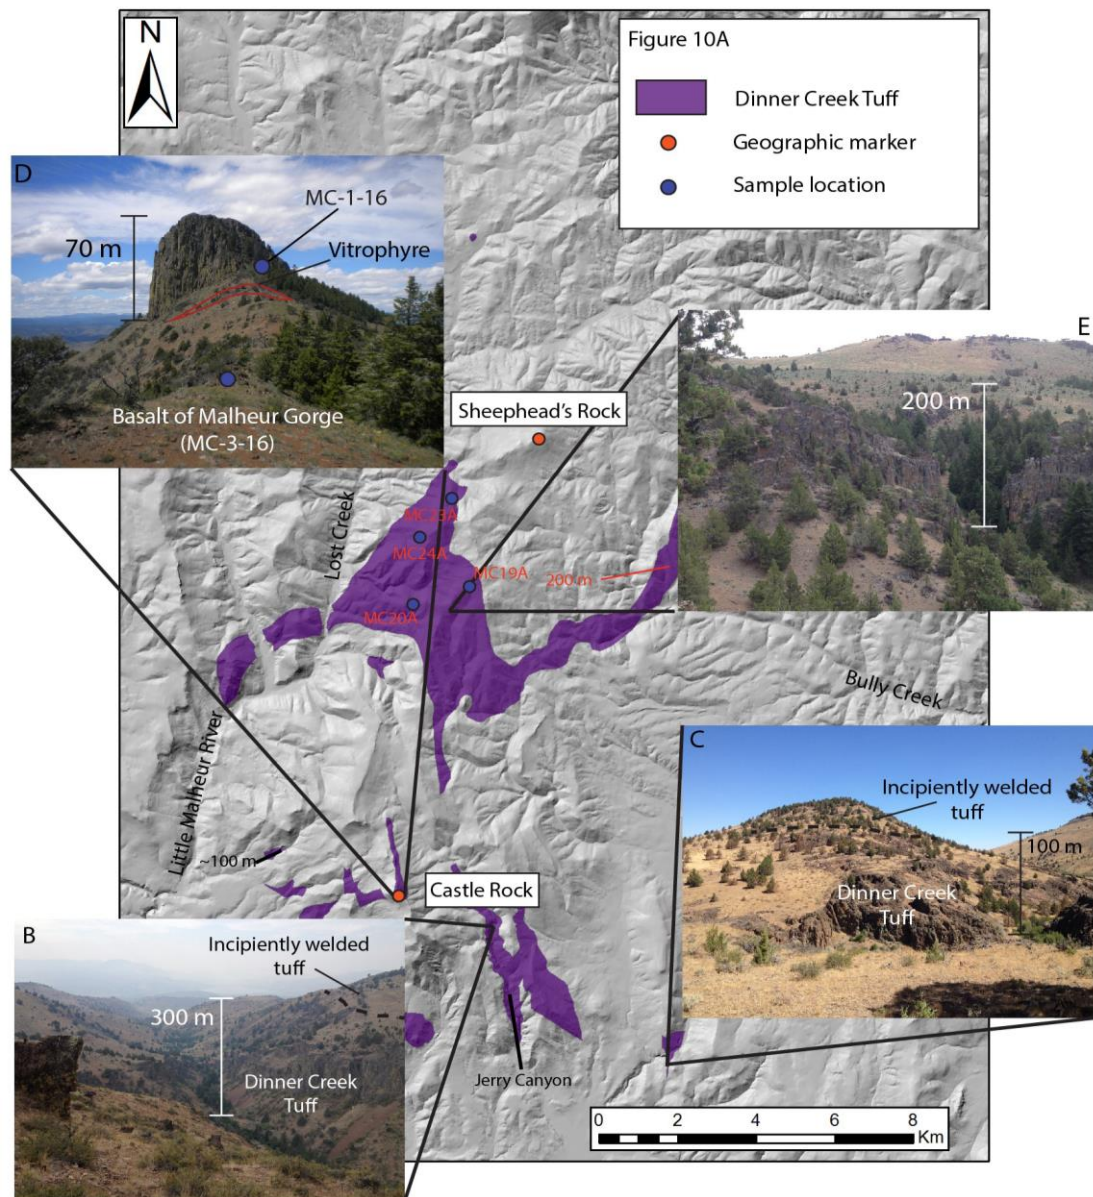 N
Figure 10A
Dinner Creek Tuff
Geographic marker
Sample location
D
MC-1-16
70 m
Vitrophyre
Basalt of Malheur Gorge
(MC-3-16)
E
200 m
Sheephead's Rock
Lost Creek
MC23A
MC24A
MC19A
200 m
MC20A
Bully Creek
Little Malheur River
C
Incipiently welded
tuff
100 m
Dinner Creek
Tuff
~100 m
Castle Rock
B
Incipiently welded
tuff
300 m
Dinner Creek
Tuff
Jerry Canyon
0 2 4 6 8
Km